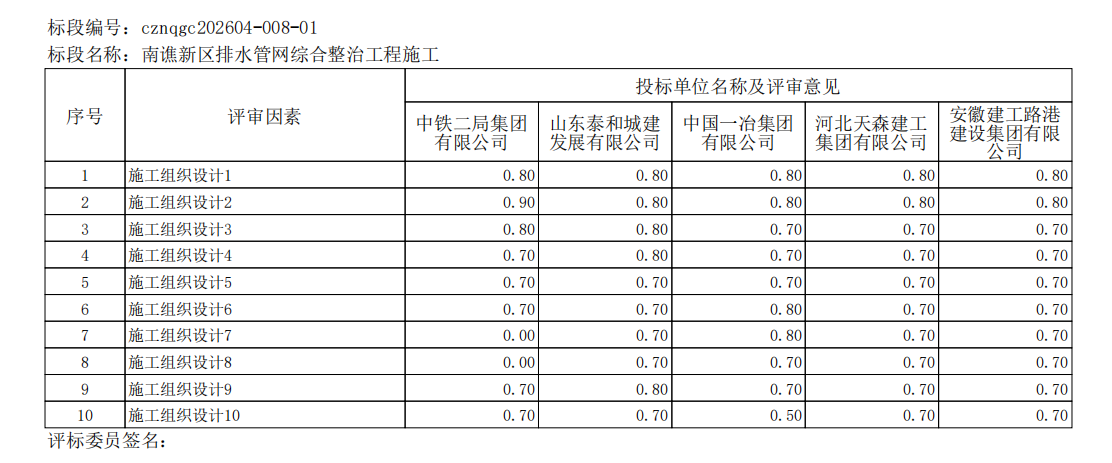 标段编号：cznqgc202604-008-01
标段名称：南谯新区排水管网综合整治工程施工
序号 评审因素 投标单位名称及评审意见
中铁二局集团有限公司 山东泰和城建发展有限公司 中国一冶集团有限公司 河北天森建工集团有限公司 安徽建工路港建设集团有限公司
1 施工组织设计1 0.80 0.80 0.80 0.80 0.80
2 施工组织设计2 0.90 0.80 0.80 0.80 0.80
3 施工组织设计3 0.80 0.80 0.70 0.70 0.70
4 施工组织设计4 0.70 0.80 0.70 0.70 0.70
5 施工组织设计5 0.70 0.70 0.70 0.70 0.70
6 施工组织设计6 0.70 0.70 0.80 0.70 0.70
7 施工组织设计7 0.00 0.70 0.80 0.70 0.70
8 施工组织设计8 0.00 0.70 0.70 0.70 0.70
9 施工组织设计9 0.70 0.80 0.70 0.70 0.70
10 施工组织设计10 0.70 0.70 0.50 0.70 0.70
评标委员签名：